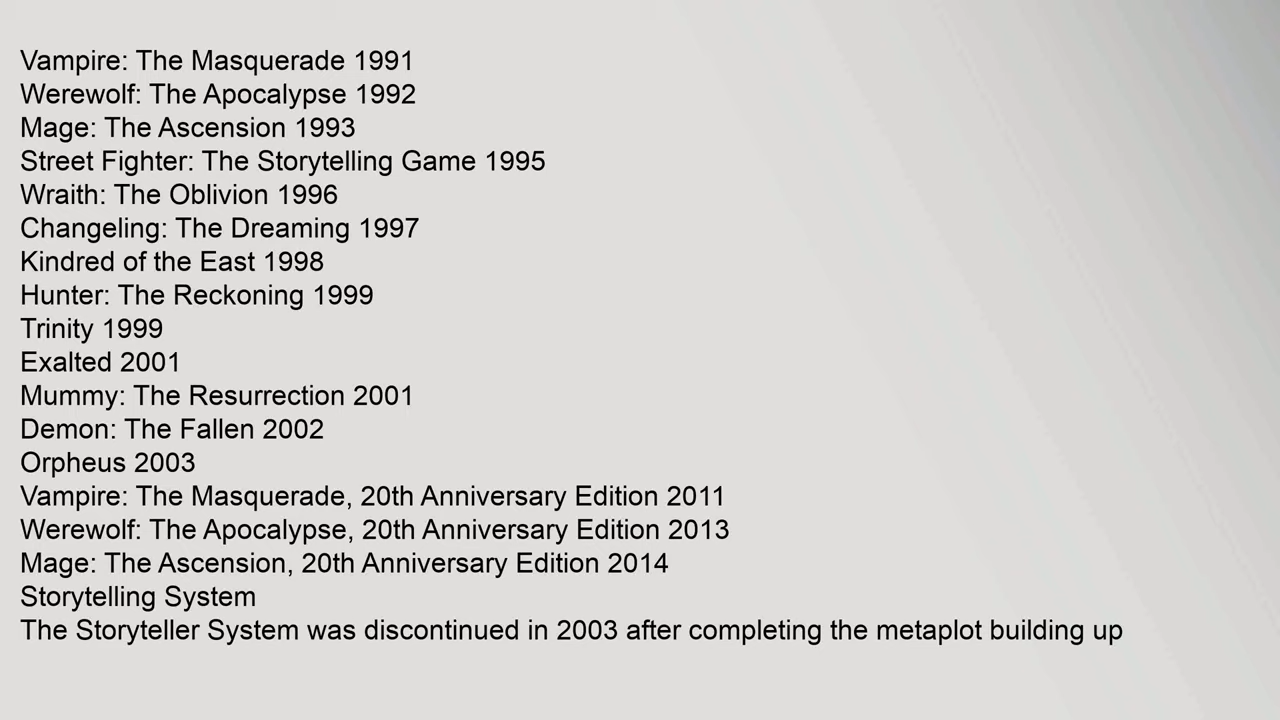 Vampire: The Masquerade 1991
Werewolf: The Apocalypse 1992
Mage: The Ascension 1993
Street Fighter: The Storytelling Game 1995
Wraith: The Oblivion 1996
Changeling: The Dreaming 1997
Kindred of the East 1998
Hunter: The Reckoning 1999
Trinity 1999
Exalted 2001
Mummy: The Resurrection 2001
Demon: The Fallen 2002
Orpheus 2003
Vampire: The Masquerade, 20th Anniversary Edition 2011
Werewolf: The Apocalypse, 20th Anniversary Edition 2013
Mage: The Ascension, 20th Anniversary Edition 2014
Storytelling System
The Storyteller System was discontinued in 2003 after completing the metaplot building up